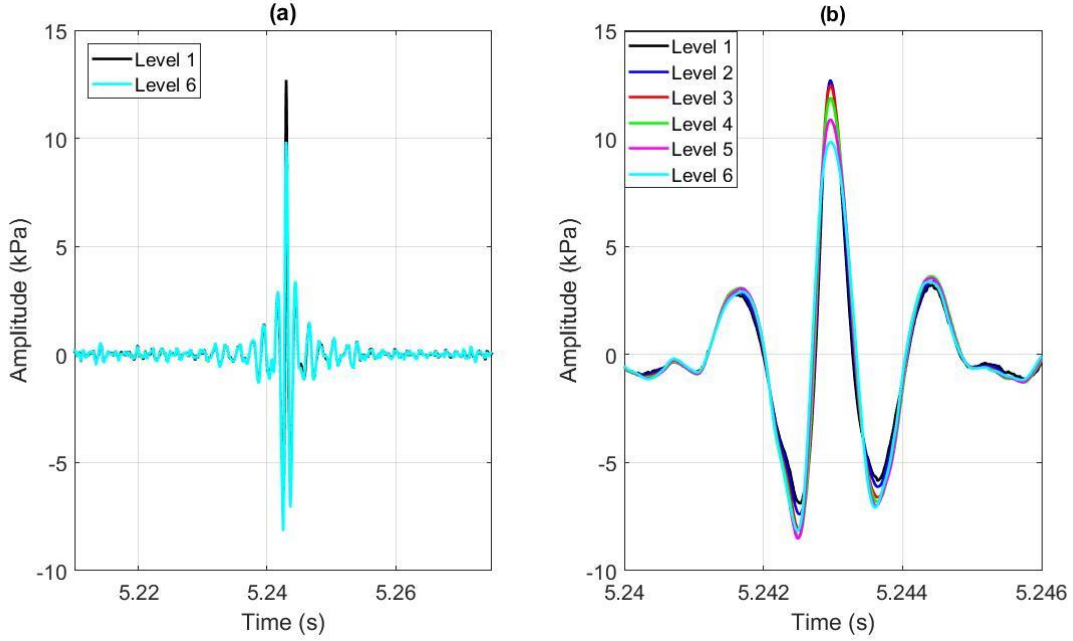 (a)
15
10
5
0
-5
-10
Amplitude (kPa)
Level 1
Level 6
5.22
5.24
5.26
Time (s)
(b)
15
10
5
0
-5
-10
Amplitude (kPa)
Level 1
Level 2
Level 3
Level 4
Level 5
Level 6
5.24
5.242
5.244
5.246
Time (s)